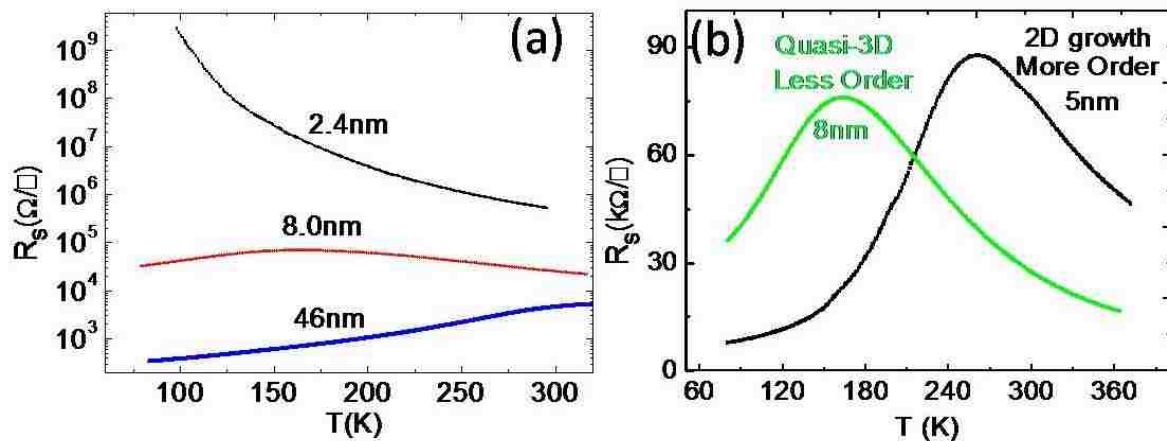 (a)
10⁹
10⁸
10⁷
10⁶
10⁵
10⁴
10³
Rₛ(Ω/□)
2.4nm
8.0nm
46nm
100 150 200 250 300
T(K)
(b)
90
60
30
0
Rₛ(kΩ/□)
Quasi-3D
Less Order
8nm
2D growth
More Order
5nm
60 120 180 240 300 360
T (K)